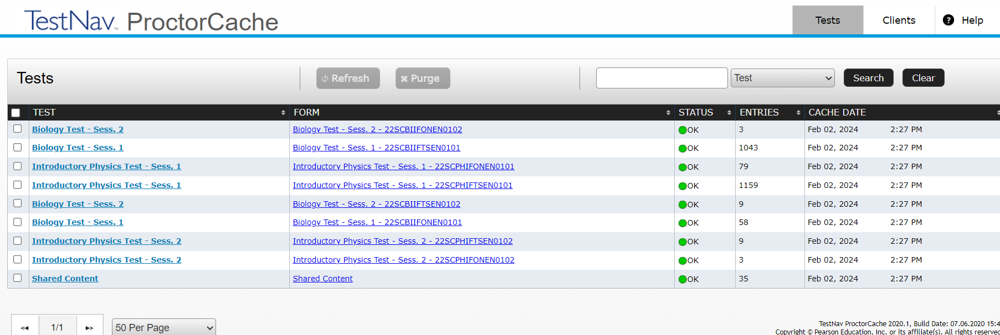 TestNav™ ProctorCache
Tests
Clients
? Help
Tests
Refresh
Purge
Test
Search
Clear
TEST FORM STATUS ENTRIES CACHE DATE
Biology Test - Sess. 2 Biology Test - Sess. 2 - 22SCBIIFONEN0102 OK 3 Feb 02, 2024 2:27 PM
Biology Test - Sess. 1 Biology Test - Sess. 1 - 22SCBIIFTSEN0101 OK 1043 Feb 02, 2024 2:27 PM
Introductory Physics Test - Sess. 1 Introductory Physics Test - Sess. 1 - 22SCPHIFONEN0101 OK 79 Feb 02, 2024 2:27 PM
Introductory Physics Test - Sess. 1 Introductory Physics Test - Sess. 1 - 22SCPHIFTSEN0101 OK 1159 Feb 02, 2024 2:27 PM
Biology Test - Sess. 2 Biology Test - Sess. 2 - 22SCBIIFTSEN0102 OK 9 Feb 02, 2024 2:27 PM
Biology Test - Sess. 1 Biology Test - Sess. 1 - 22SCBIIFONEN0101 OK 58 Feb 02, 2024 2:27 PM
Introductory Physics Test - Sess. 2 Introductory Physics Test - Sess. 2 - 22SCPHIFTSEN0102 OK 9 Feb 02, 2024 2:27 PM
Introductory Physics Test - Sess. 2 Introductory Physics Test - Sess. 2 - 22SCPHIFONEN0102 OK 3 Feb 02, 2024 2:27 PM
Shared Content Shared Content OK 35 Feb 02, 2024 2:27 PM
1/1
50 Per Page
TestNav ProctorCache 2020.1, Build Date: 07.06.2020 15:4
Copyright © Pearson Education, Inc. or its affiliate(s). All rights reserved